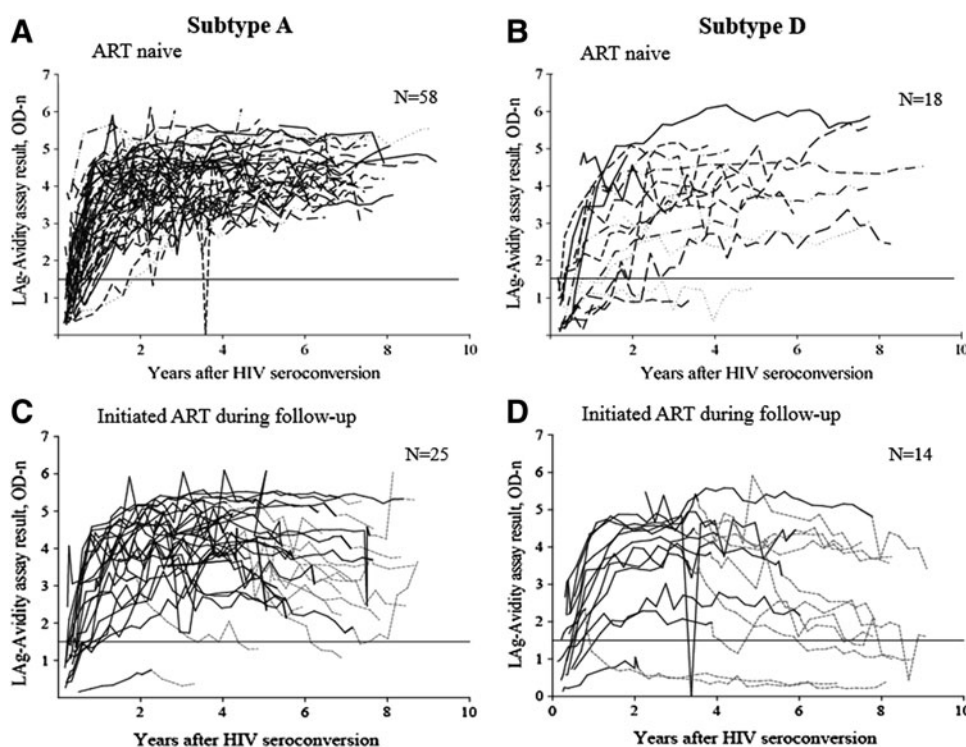 A
Subtype A
ART naive
N=58
LAg-Avidity assay result, OD-n
7
6
5
4
3
2
1
2
4
6
8
10
Years after HIV seroconversion
B
Subtype D
ART naive
N=18
LAg-Avidity assay result, OD-n
7
6
5
4
3
2
1
2
4
6
8
10
Years after HIV seroconversion
C
Initiated ART during follow-up
N=25
LAg-Avidity assay result, OD-n
7
6
5
4
3
2
1
2
4
6
8
10
Years after HIV seroconversion
D
Initiated ART during follow-up
N=14
LAg-Avidity assay result, OD-n
7
6
5
4
3
2
1
0
0
2
4
6
8
10
Years after HIV seroconversion